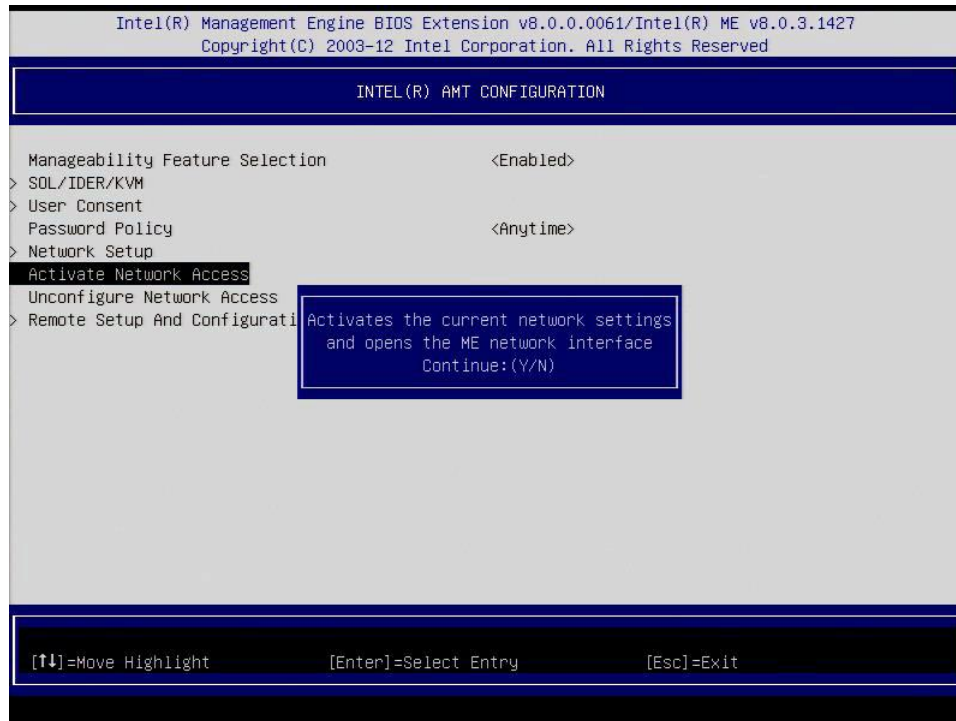 Intel(R) Management Engine BIOS Extension v8.0.0.0061/Intel(R) ME v8.0.3.1427
Copyright(C) 2003-12 Intel Corporation. All Rights Reserved
INTEL(R) AMT CONFIGURATION
Manageability Feature Selection <Enabled>
> SOL/IDER/KVM
> User Consent
Password Policy <Anytime>
> Network Setup
Activate Network Access
Unconfigure Network Access
> Remote Setup And Configurati
Activates the current network settings
and opens the ME network interface
Continue:(Y/N)
[↑↓]=Move Highlight [Enter]=Select Entry [Esc]=Exit